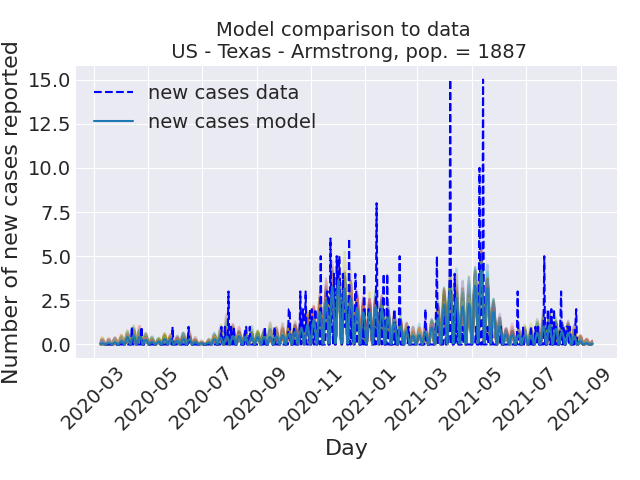 Model comparison to data
US - Texas - Armstrong, pop. = 1887
Number of new cases reported
15.0
12.5
10.0
7.5
5.0
2.5
0.0
new cases data
new cases model
2020-03
2020-05
2020-07
2020-09
2020-11
2021-01
2021-03
2021-05
2021-07
2021-09
Day